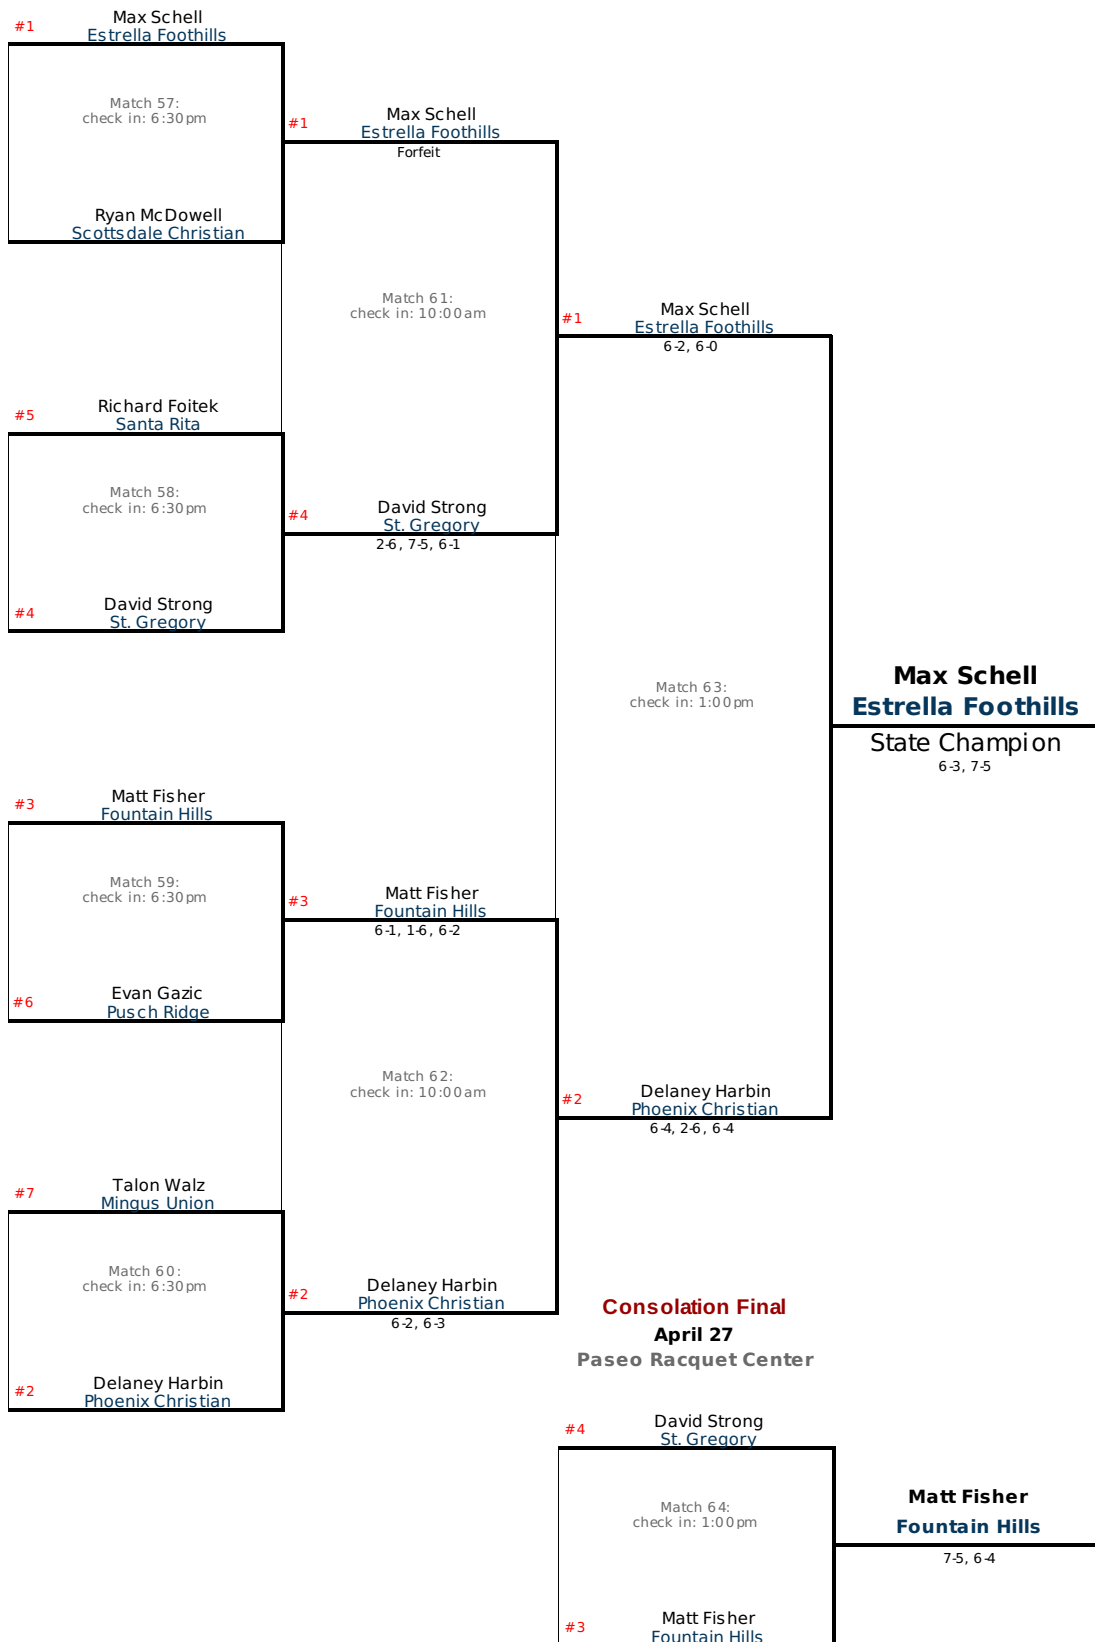 #1
Max Schell
Estrella Foothills
Match 57:
check in: 6:30pm
Ryan McDowell
Scottsdale Christian
#1
Max Schell
Estrella Foothills
Forfeit
Match 61:
check in: 10:00am
#5
Richard Foitek
Santa Rita
Match 58:
check in: 6:30pm
#4
David Strong
St. Gregory
#4
David Strong
St. Gregory
2-6, 7-5, 6-1
#1
Max Schell
Estrella Foothills
6-2, 6-0
Match 63:
check in: 1:00pm
Max Schell
Estrella Foothills
State Champion
6-3, 7-5
#3
Matt Fisher
Fountain Hills
Match 59:
check in: 6:30pm
#6
Evan Gazic
Pusch Ridge
#3
Matt Fisher
Fountain Hills
6-1, 1-6, 6-2
Match 62:
check in: 10:00am
#2
Delaney Harbin
Phoenix Christian
6-4, 2-6, 6-4
#7
Talon Walz
Mingus Union
Match 60:
check in: 6:30pm
#2
Delaney Harbin
Phoenix Christian
#2
Delaney Harbin
Phoenix Christian
6-2, 6-3
Consolation Final
April 27
Paseo Racquet Center
#4
David Strong
St. Gregory
Match 64:
check in: 1:00pm
#3
Matt Fisher
Fountain Hills
Matt Fisher
Fountain Hills
7-5, 6-4